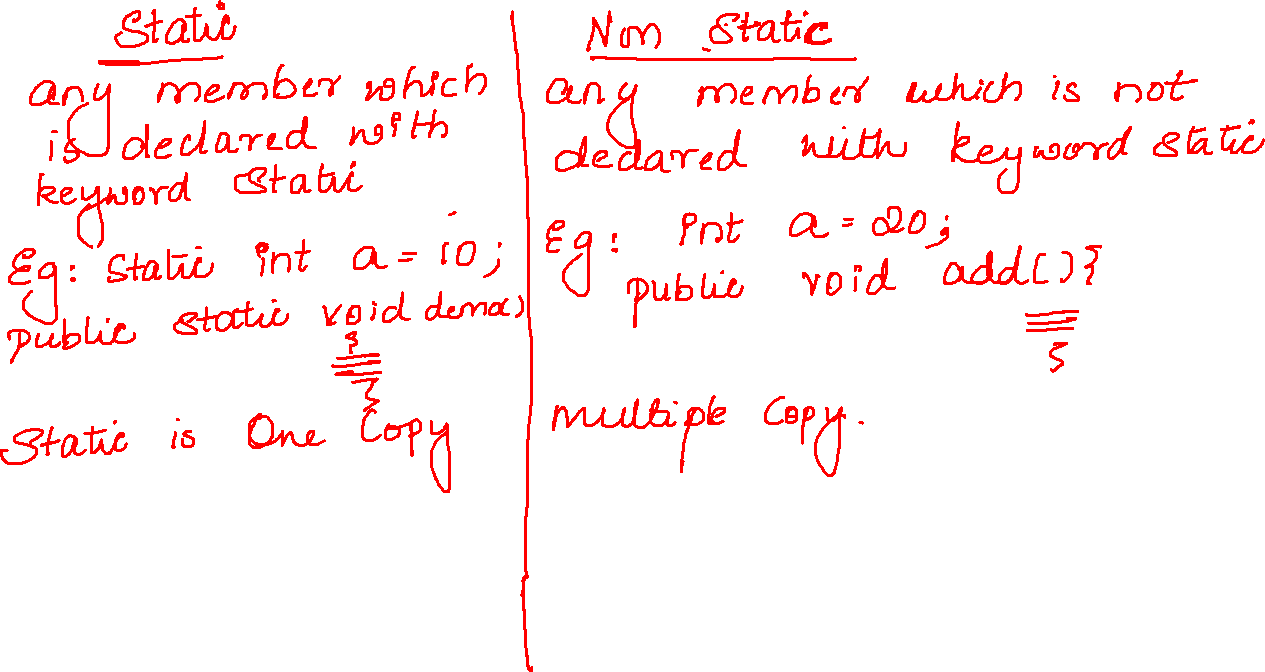 Static
any member which
is declared with
keyword Static
Eg: Static int a = 10;
Public static void demo()
{
}
Static is One Copy
Non Static
any member which is not
declared with keyword static
Eg: int a = 20;
public void add(){
}
multiple Copy.